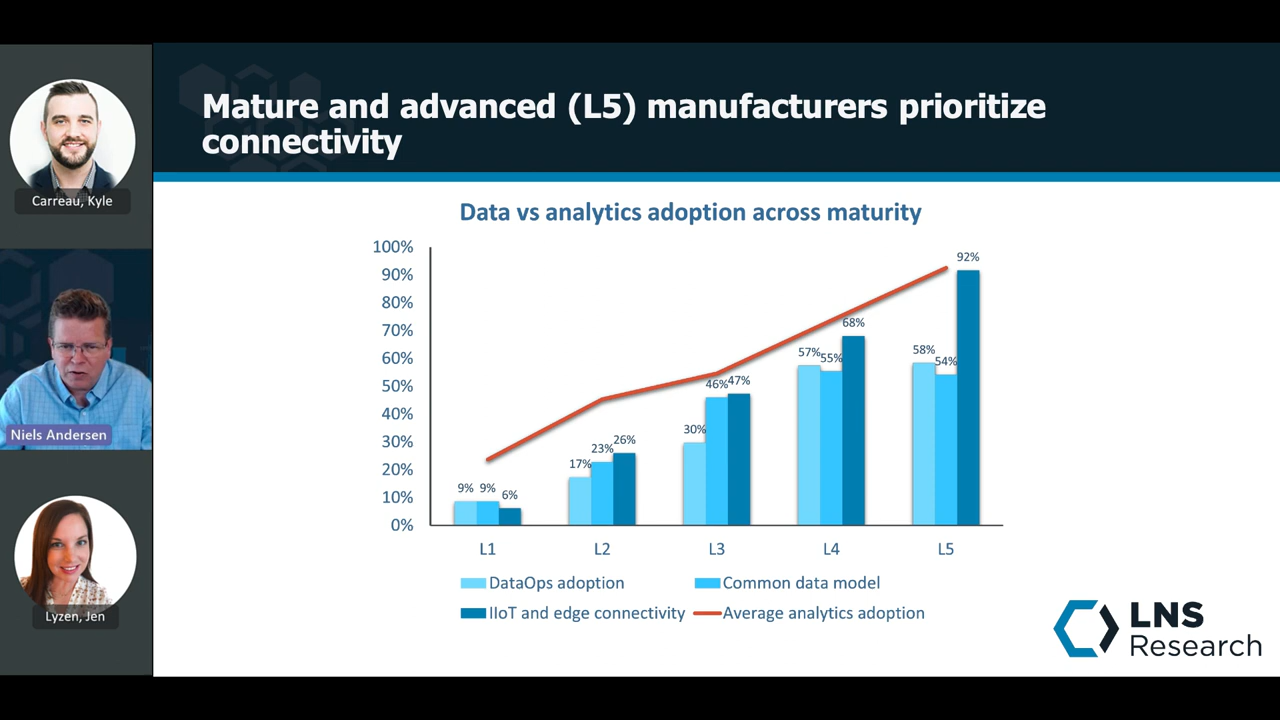 Mature and advanced (L5) manufacturers prioritize
connectivity
Carreau, Kyle
Niels Andersen
Lyzen, Jen
Data vs analytics adoption across maturity
100%
90%
80%
70%
60%
50%
40%
30%
20%
10%
0%
9% 9% 6%
17% 23% 26%
30% 46% 47%
57% 55% 68%
58% 54% 92%
L1 L2 L3 L4 L5
DataOps adoption Common data model
IIoT and edge connectivity Average analytics adoption
LNS
Research